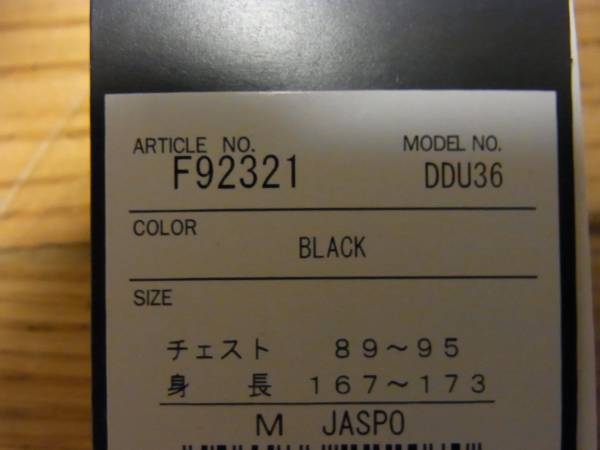 ARTICLE NO. MODEL NO.
F92321 DDU36
COLOR
BLACK
SIZE
チェスト 89～95
身長 167～173
M JASPO